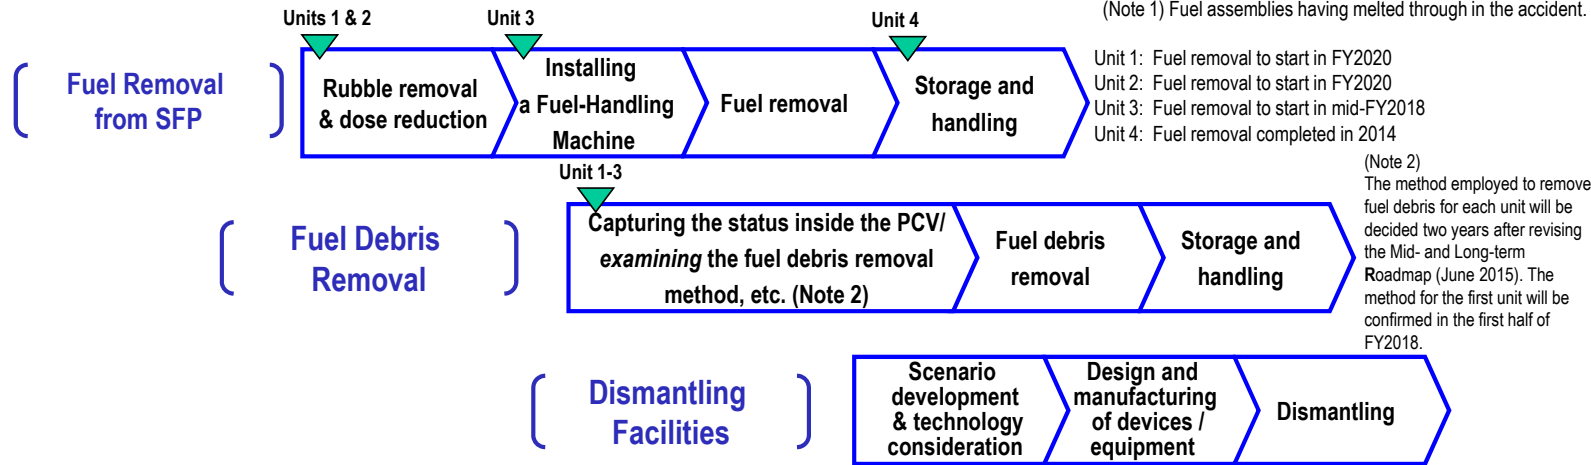 (Note 1) Fuel assemblies having melted through in the accident.
Units 1 & 2
Unit 3
Unit 4
Fuel Removal
from SFP
Rubble removal
& dose reduction
Installing
a Fuel-Handling
Machine
Fuel removal
Storage and
handling
Unit 1: Fuel removal to start in FY2020
Unit 2: Fuel removal to start in FY2020
Unit 3: Fuel removal to start in mid-FY2018
Unit 4: Fuel removal completed in 2014
Unit 1-3
Fuel Debris
Removal
Capturing the status inside the PCV/
examining the fuel debris removal
method, etc. (Note 2)
Fuel debris
removal
Storage and
handling
(Note 2)
The method employed to remove
fuel debris for each unit will be
decided two years after revising
the Mid- and Long-term
Roadmap (June 2015). The
method for the first unit will be
confirmed in the first half of
FY2018.
Dismantling
Facilities
Scenario
development
& technology
consideration
Design and
manufacturing
of devices /
equipment
Dismantling